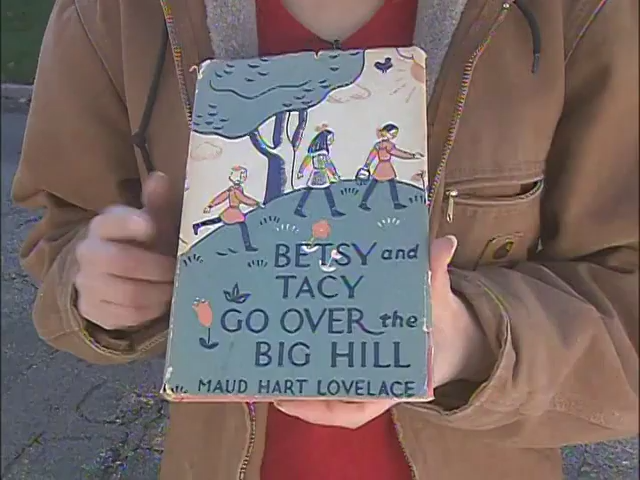 BETSY and
TACY
GO OVER the
BIG HILL
MAUD HART LOVELACE